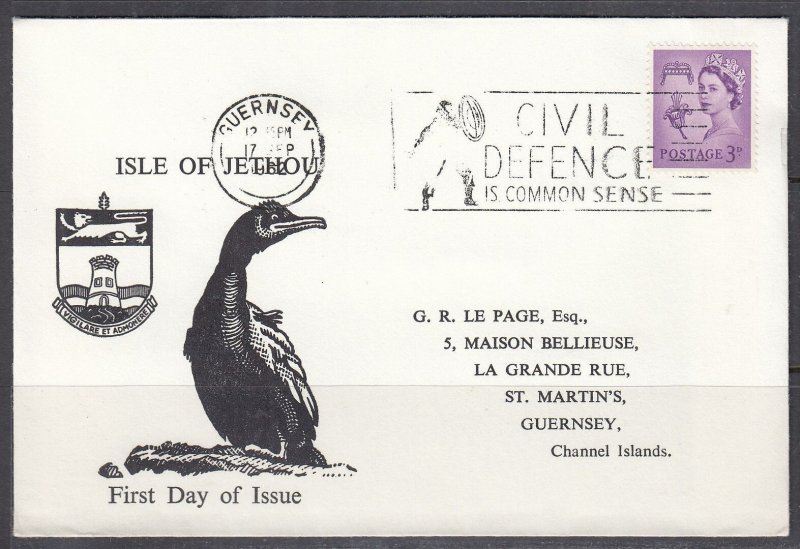 GUERNSEY
12 15PM
17 SEP
1962
CIVIL
DEFENCE
IS COMMON SENSE
POSTAGE 3D
ISLE OF JETHOU
VIGILARE ET ADMONERE
G. R. LE PAGE, Esq.,
5, MAISON BELLIEUSE,
LA GRANDE RUE,
ST. MARTIN'S,
GUERNSEY,
Channel Islands.
First Day of Issue